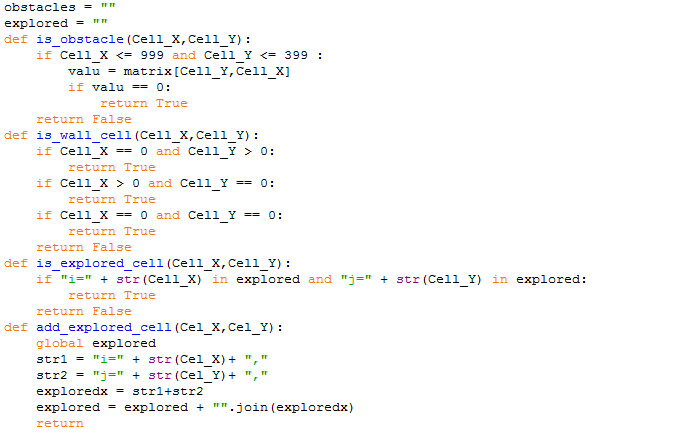 obstacles = ""
explored = ""
def is_obstacle(Cell_X,Cell_Y):
    if Cell_X <= 999 and Cell_Y <= 399 :
        valu = matrix[Cell_Y,Cell_X]
        if valu == 0:
            return True
    return False
def is_wall_cell(Cell_X,Cell_Y):
    if Cell_X == 0 and Cell_Y > 0:
        return True
    if Cell_X > 0 and Cell_Y == 0:
        return True
    if Cell_X == 0 and Cell_Y == 0:
        return True
    return False
def is_explored_cell(Cell_X,Cell_Y):
    if "i=" + str(Cell_X) in explored and "j=" + str(Cell_Y) in explored:
        return True
    return False
def add_explored_cell(Cel_X,Cel_Y):
    global explored
    str1 = "i=" + str(Cel_X)+ ","
    str2 = "j=" + str(Cel_Y)+ ","
    exploredx = str1+str2
    explored = explored + "".join(exploredx)
    return